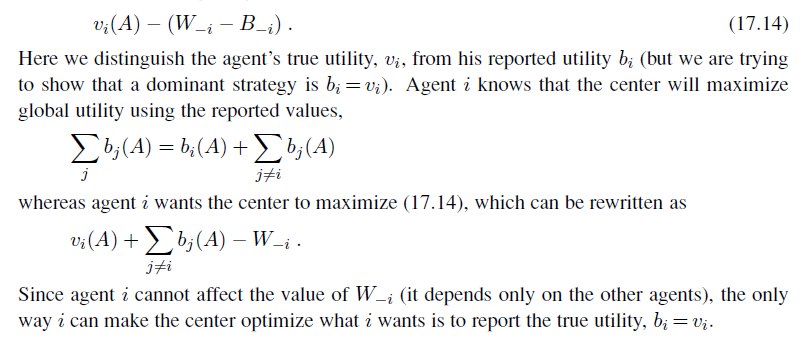 v_i(A) − (W_{−i} − B_{−i}) . (17.14)
Here we distinguish the agent's true utility, v_i, from his reported utility b_i (but we are trying
to show that a dominant strategy is b_i = v_i). Agent i knows that the center will maximize
global utility using the reported values,
∑_j b_j(A) = b_i(A) + ∑_{j≠i} b_j(A)
whereas agent i wants the center to maximize (17.14), which can be rewritten as
v_i(A) + ∑_{j≠i} b_j(A) − W_{−i} .
Since agent i cannot affect the value of W_{−i} (it depends only on the other agents), the only
way i can make the center optimize what i wants is to report the true utility, b_i = v_i.